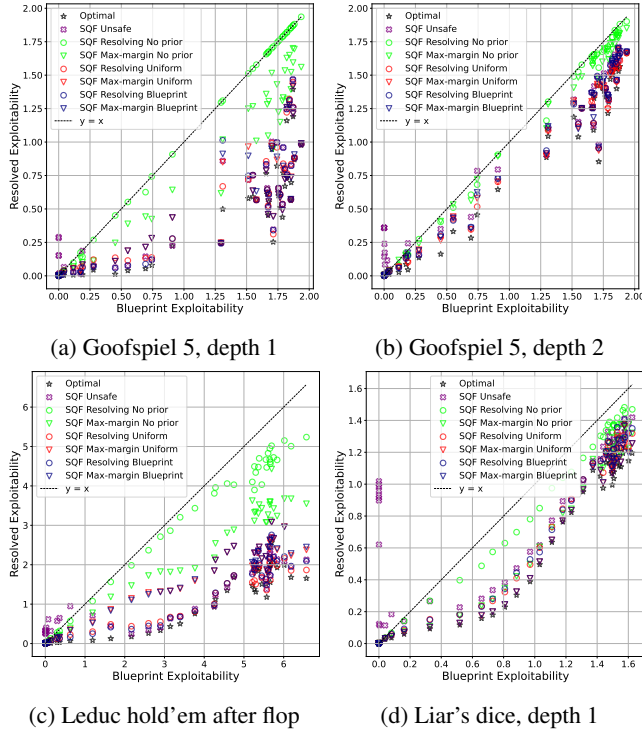 2.00
1.75
1.50
1.25
1.00
0.75
0.50
0.25
0.00
Resolved Exploitability
Optimal
SQF Unsafe
SQF Resolving No prior
SQF Max-margin No prior
SQF Resolving Uniform
SQF Max-margin Uniform
SQF Resolving Blueprint
SQF Max-margin Blueprint
y = x
0.00 0.25 0.50 0.75 1.00 1.25 1.50 1.75 2.00
Blueprint Exploitability
(a) Goofspiel 5, depth 1
2.00
1.75
1.50
1.25
1.00
0.75
0.50
0.25
0.00
Resolved Exploitability
Optimal
SQF Unsafe
SQF Resolving No prior
SQF Max-margin No prior
SQF Resolving Uniform
SQF Max-margin Uniform
SQF Resolving Blueprint
SQF Max-margin Blueprint
y = x
0.00 0.25 0.50 0.75 1.00 1.25 1.50 1.75 2.00
Blueprint Exploitability
(b) Goofspiel 5, depth 2
6
5
4
3
2
1
0
Resolved Exploitability
Optimal
SQF Unsafe
SQF Resolving No prior
SQF Max-margin No prior
SQF Resolving Uniform
SQF Max-margin Uniform
SQF Resolving Blueprint
SQF Max-margin Blueprint
y = x
0 1 2 3 4 5 6
Blueprint Exploitability
(c) Leduc hold'em after flop
1.6
1.4
1.2
1.0
0.8
0.6
0.4
0.2
0.0
Resolved Exploitability
Optimal
SQF Unsafe
SQF Resolving No prior
SQF Max-margin No prior
SQF Resolving Uniform
SQF Max-margin Uniform
SQF Resolving Blueprint
SQF Max-margin Blueprint
y = x
0.0 0.2 0.4 0.6 0.8 1.0 1.2 1.4 1.6
Blueprint Exploitability
(d) Liar's dice, depth 1